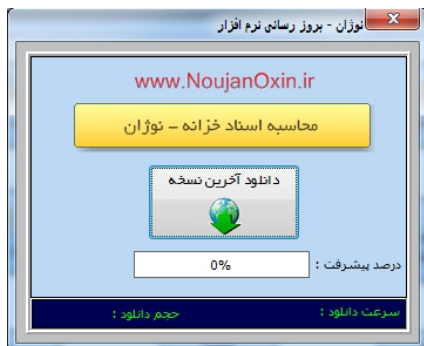 نوژان - بروز رسانی نرم افزار
www.NoujanOxin.ir
محاسبه اسناد خزانه – نوژان
دانلود آخرین نسخه
درصد پیشرفت : 0%
سرعت دانلود : حجم دانلود :